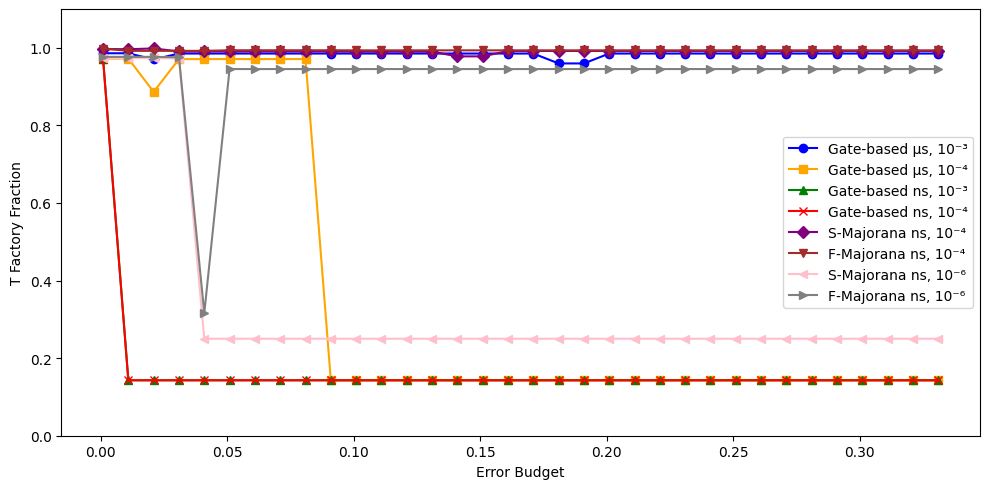 1.0
0.8
0.6
0.4
0.2
0.0
T Factory Fraction
0.00 0.05 0.10 0.15 0.20 0.25 0.30
Error Budget
Gate-based µs, 10⁻³
Gate-based µs, 10⁻⁴
Gate-based ns, 10⁻³
Gate-based ns, 10⁻⁴
S-Majorana ns, 10⁻⁴
F-Majorana ns, 10⁻⁴
S-Majorana ns, 10⁻⁶
F-Majorana ns, 10⁻⁶